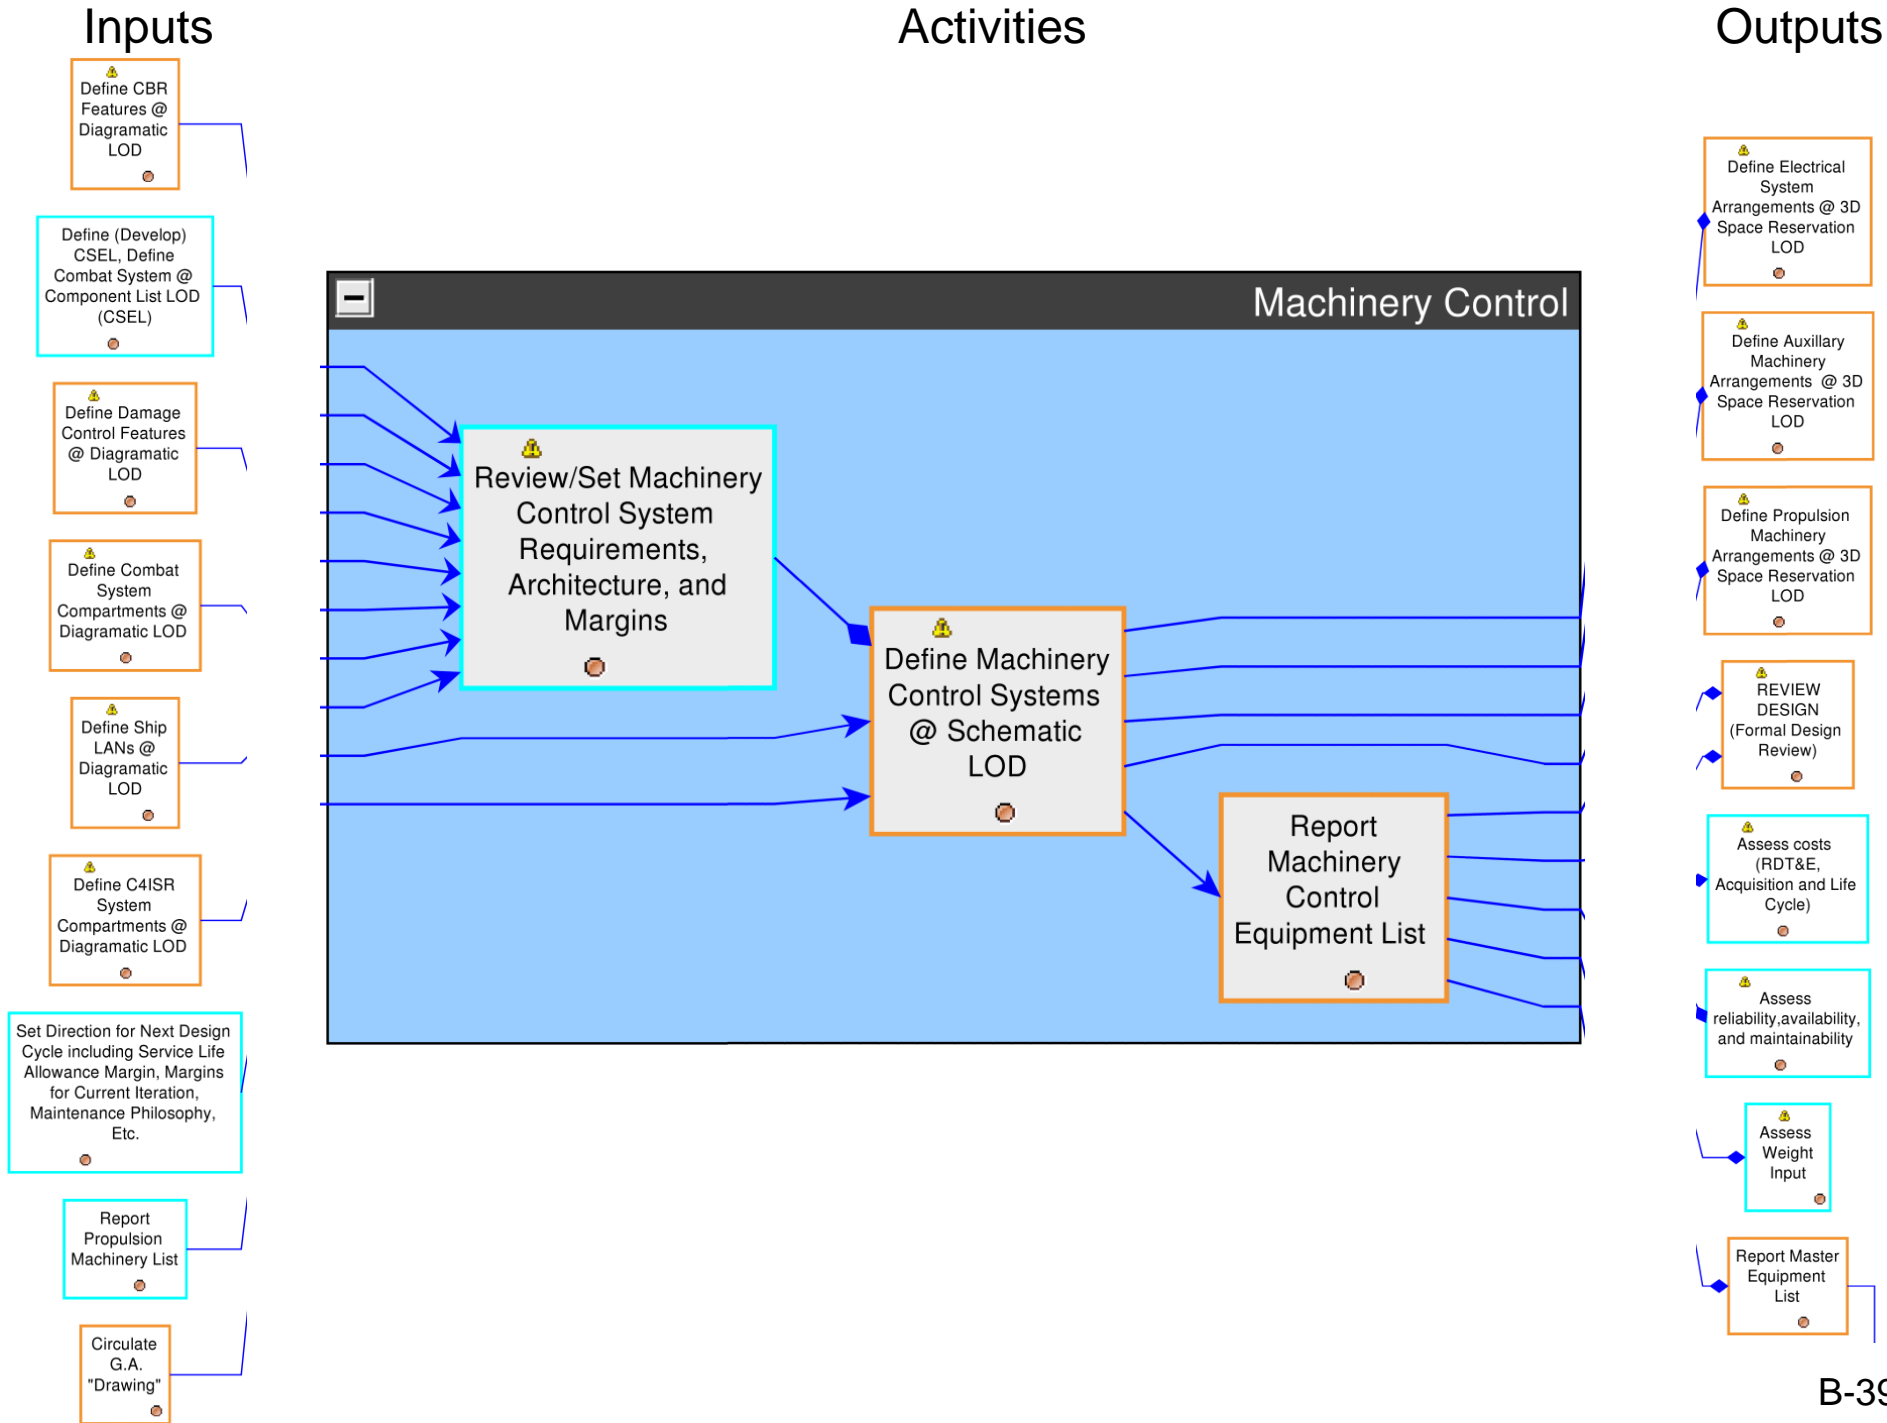 Inputs
Activities
Outputs
Define CBR
Features @
Diagramatic
LOD
Define (Develop)
CSEL, Define
Combat System @
Component List LOD
(CSEL)
Define Damage
Control Features
@ Diagramatic
LOD
Define Combat
System
Compartments @
Diagramatic LOD
Define Ship
LANs @
Diagramatic
LOD
Define C4ISR
System
Compartments @
Diagramatic LOD
Set Direction for Next Design
Cycle including Service Life
Allowance Margin, Margins
for Current Iteration,
Maintenance Philosophy,
Etc.
Report
Propulsion
Machinery List
Circulate
G.A.
"Drawing"
Machinery Control
Review/Set Machinery
Control System
Requirements,
Architecture, and
Margins
Define Machinery
Control Systems
@ Schematic
LOD
Report
Machinery
Control
Equipment List
Define Electrical
System
Arrangements @ 3D
Space Reservation
LOD
Define Auxillary
Machinery
Arrangements @ 3D
Space Reservation
LOD
Define Propulsion
Machinery
Arrangements @ 3D
Space Reservation
LOD
REVIEW
DESIGN
(Formal Design
Review)
Assess costs
(RDT&E,
Acquisition and Life
Cycle)
Assess
reliability,availability,
and maintainability
Assess
Weight
Input
Report Master
Equipment
List
B-39